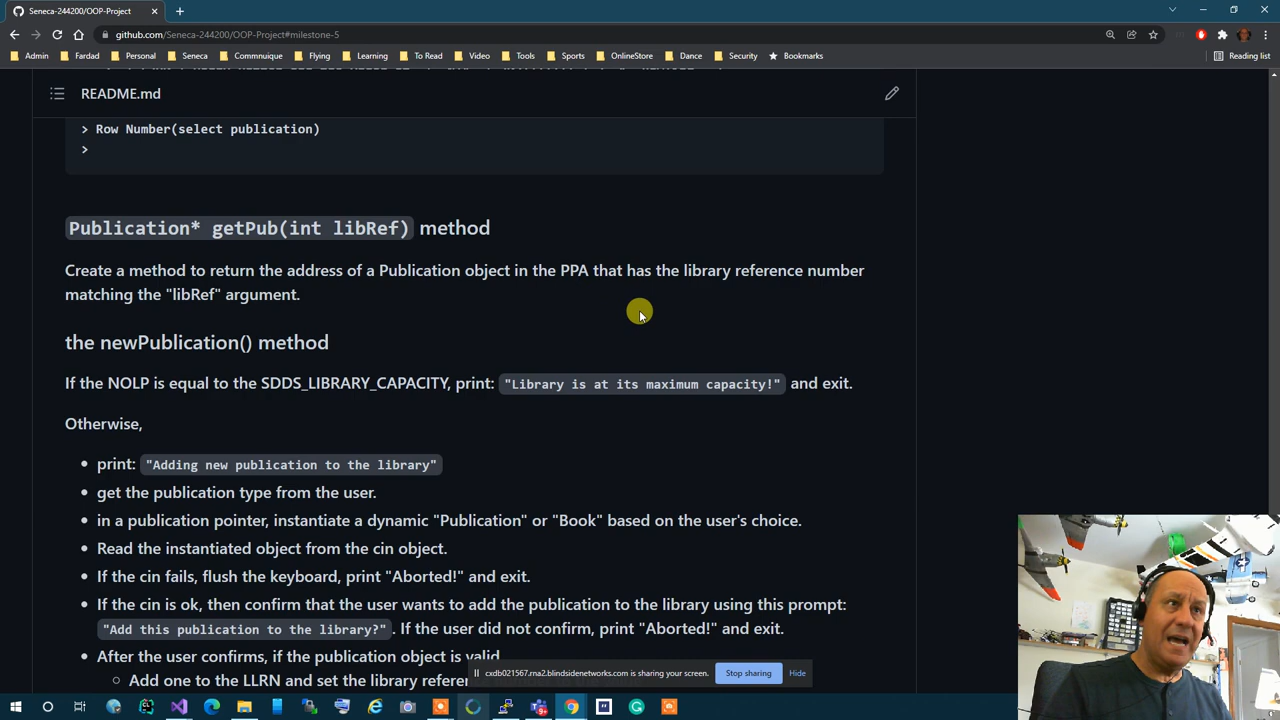 Seneca-244200/OOP-Project
github.com/Seneca-244200/OOP-Project#milestone-5
Admin Fardad Personal Seneca Commnuique Flying Learning To Read Video Tools Sports OnlineStore Dance Security Bookmarks Reading list
README.md
> Row Number(select publication)
>
Publication* getPub(int libRef) method
Create a method to return the address of a Publication object in the PPA that has the library reference number
matching the "libRef" argument.
the newPublication() method
If the NOLP is equal to the SDDS_LIBRARY_CAPACITY, print: "Library is at its maximum capacity!" and exit.
Otherwise,
print: "Adding new publication to the library"
get the publication type from the user.
in a publication pointer, instantiate a dynamic "Publication" or "Book" based on the user's choice.
Read the instantiated object from the cin object.
If the cin fails, flush the keyboard, print "Aborted!" and exit.
If the cin is ok, then confirm that the user wants to add the publication to the library using this prompt:
"Add this publication to the library?". If the user did not confirm, print "Aborted!" and exit.
After the user confirms, if the publication object is valid
Add one to the LLRN and set the library refere
cxdb021567.rna2.blindsidenetworks.com is sharing your screen. Stop sharing Hide